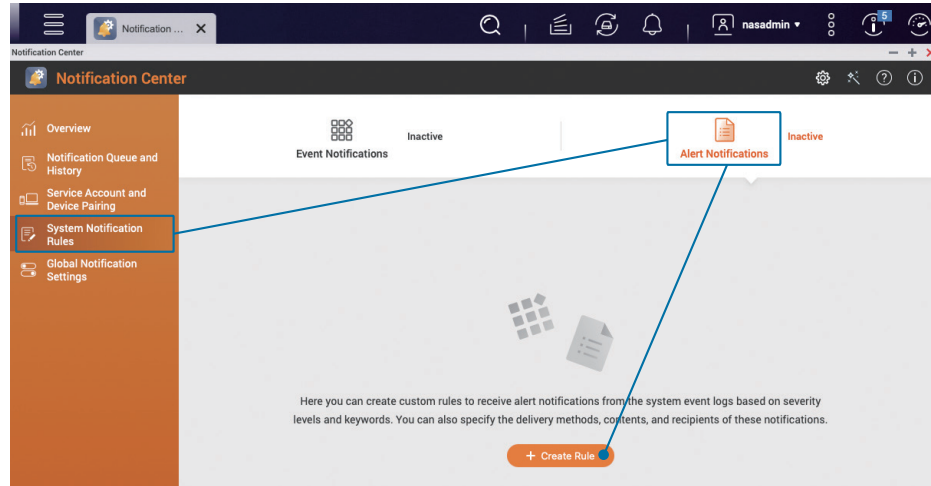 Notification ...
nasadmin
5
Notification Center
Notification Center
Overview
Notification Queue and
History
Service Account and
Device Pairing
System Notification
Rules
Global Notification
Settings
Event Notifications
Inactive
Alert Notifications
Inactive
Here you can create custom rules to receive alert notifications from the system event logs based on severity
levels and keywords. You can also specify the delivery methods, contents, and recipients of these notifications.
+ Create Rule